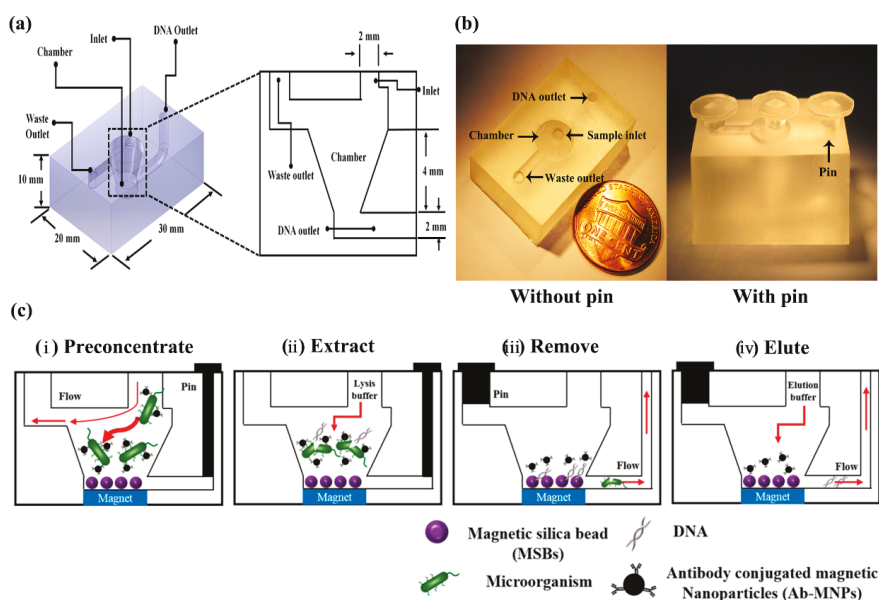 (a)
Inlet
DNA Outlet
Chamber
Waste
Outlet
10 mm
20 mm
30 mm
2 mm
Inlet
Waste outlet
Chamber
4 mm
DNA outlet
2 mm
(b)
DNA outlet
Chamber
Sample inlet
Waste outlet
ONE CENT
Pin
Without pin
With pin
(c)
(i) Preconcentrate
Flow
Pin
Magnet
(ii) Extract
Lysis
buffer
Magnet
(iii) Remove
Pin
Flow
Magnet
(iv) Elute
Elution
buffer
Flow
Magnet
Magnetic silica bead
(MSBs)
DNA
Microorganism
Antibody conjugated magnetic
Nanoparticles (Ab-MNPs)